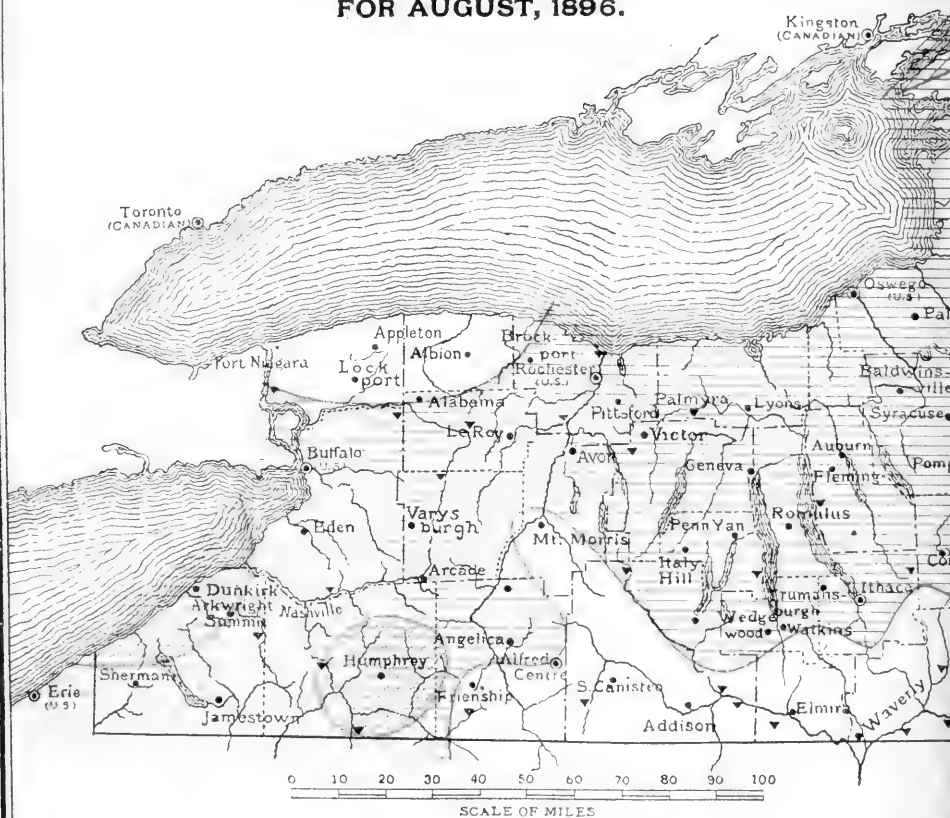 FOR AUGUST, 1896.
Kingston
(CANADIAN)
Toronto
(CANADIAN)
Oswego
(U.S.)
Pal
Appleton
Brock-
port
Albion
Fort Niagara
Lock
port
Rochester
(U.S.)
Baldwins-
ville
Alabama
Pittsford
Palmyra
Lyons
Syracuse
Le Roy
Victor
Auburn
Buffalo
(U.S.)
Avon
Geneva
Fleming
Pomp
Varys
burgh
Eden
Romulus
Penn Yan
Mt. Morris
Italy
Hill
Cor
Arcade
Ithaca
Dunkirk
Arkwright
Summit
Nashville
Trumans-
burgh
Wedge
wood
Watkins
Angelica
Alfred
Centre
Humphrey
Sherman
Erie
(U.S)
Frienship
S.Canisteo
Jamestown
Addison
Elmira
Waverly
0 10 20 30 40 50 60 70 80 90 100
SCALE OF MILES